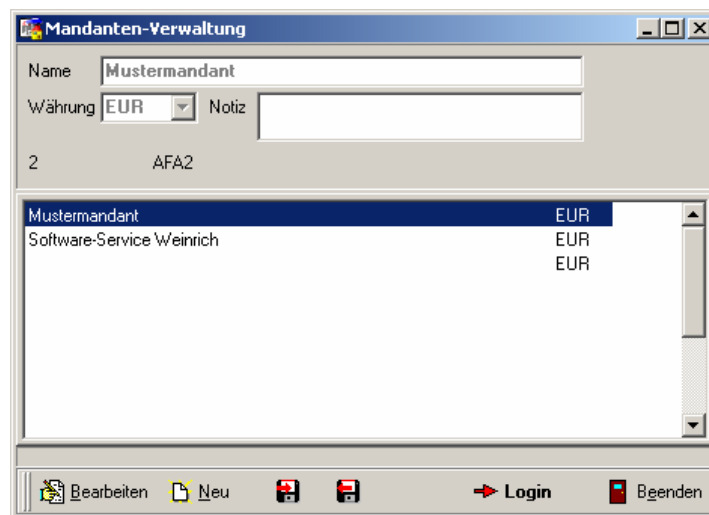 Mandanten-Verwaltung
Name Mustermandant
Währung EUR Notiz
2 AFA2
Mustermandant EUR
Software-Service Weinrich EUR
EUR
Bearbeiten Neu Login Beenden